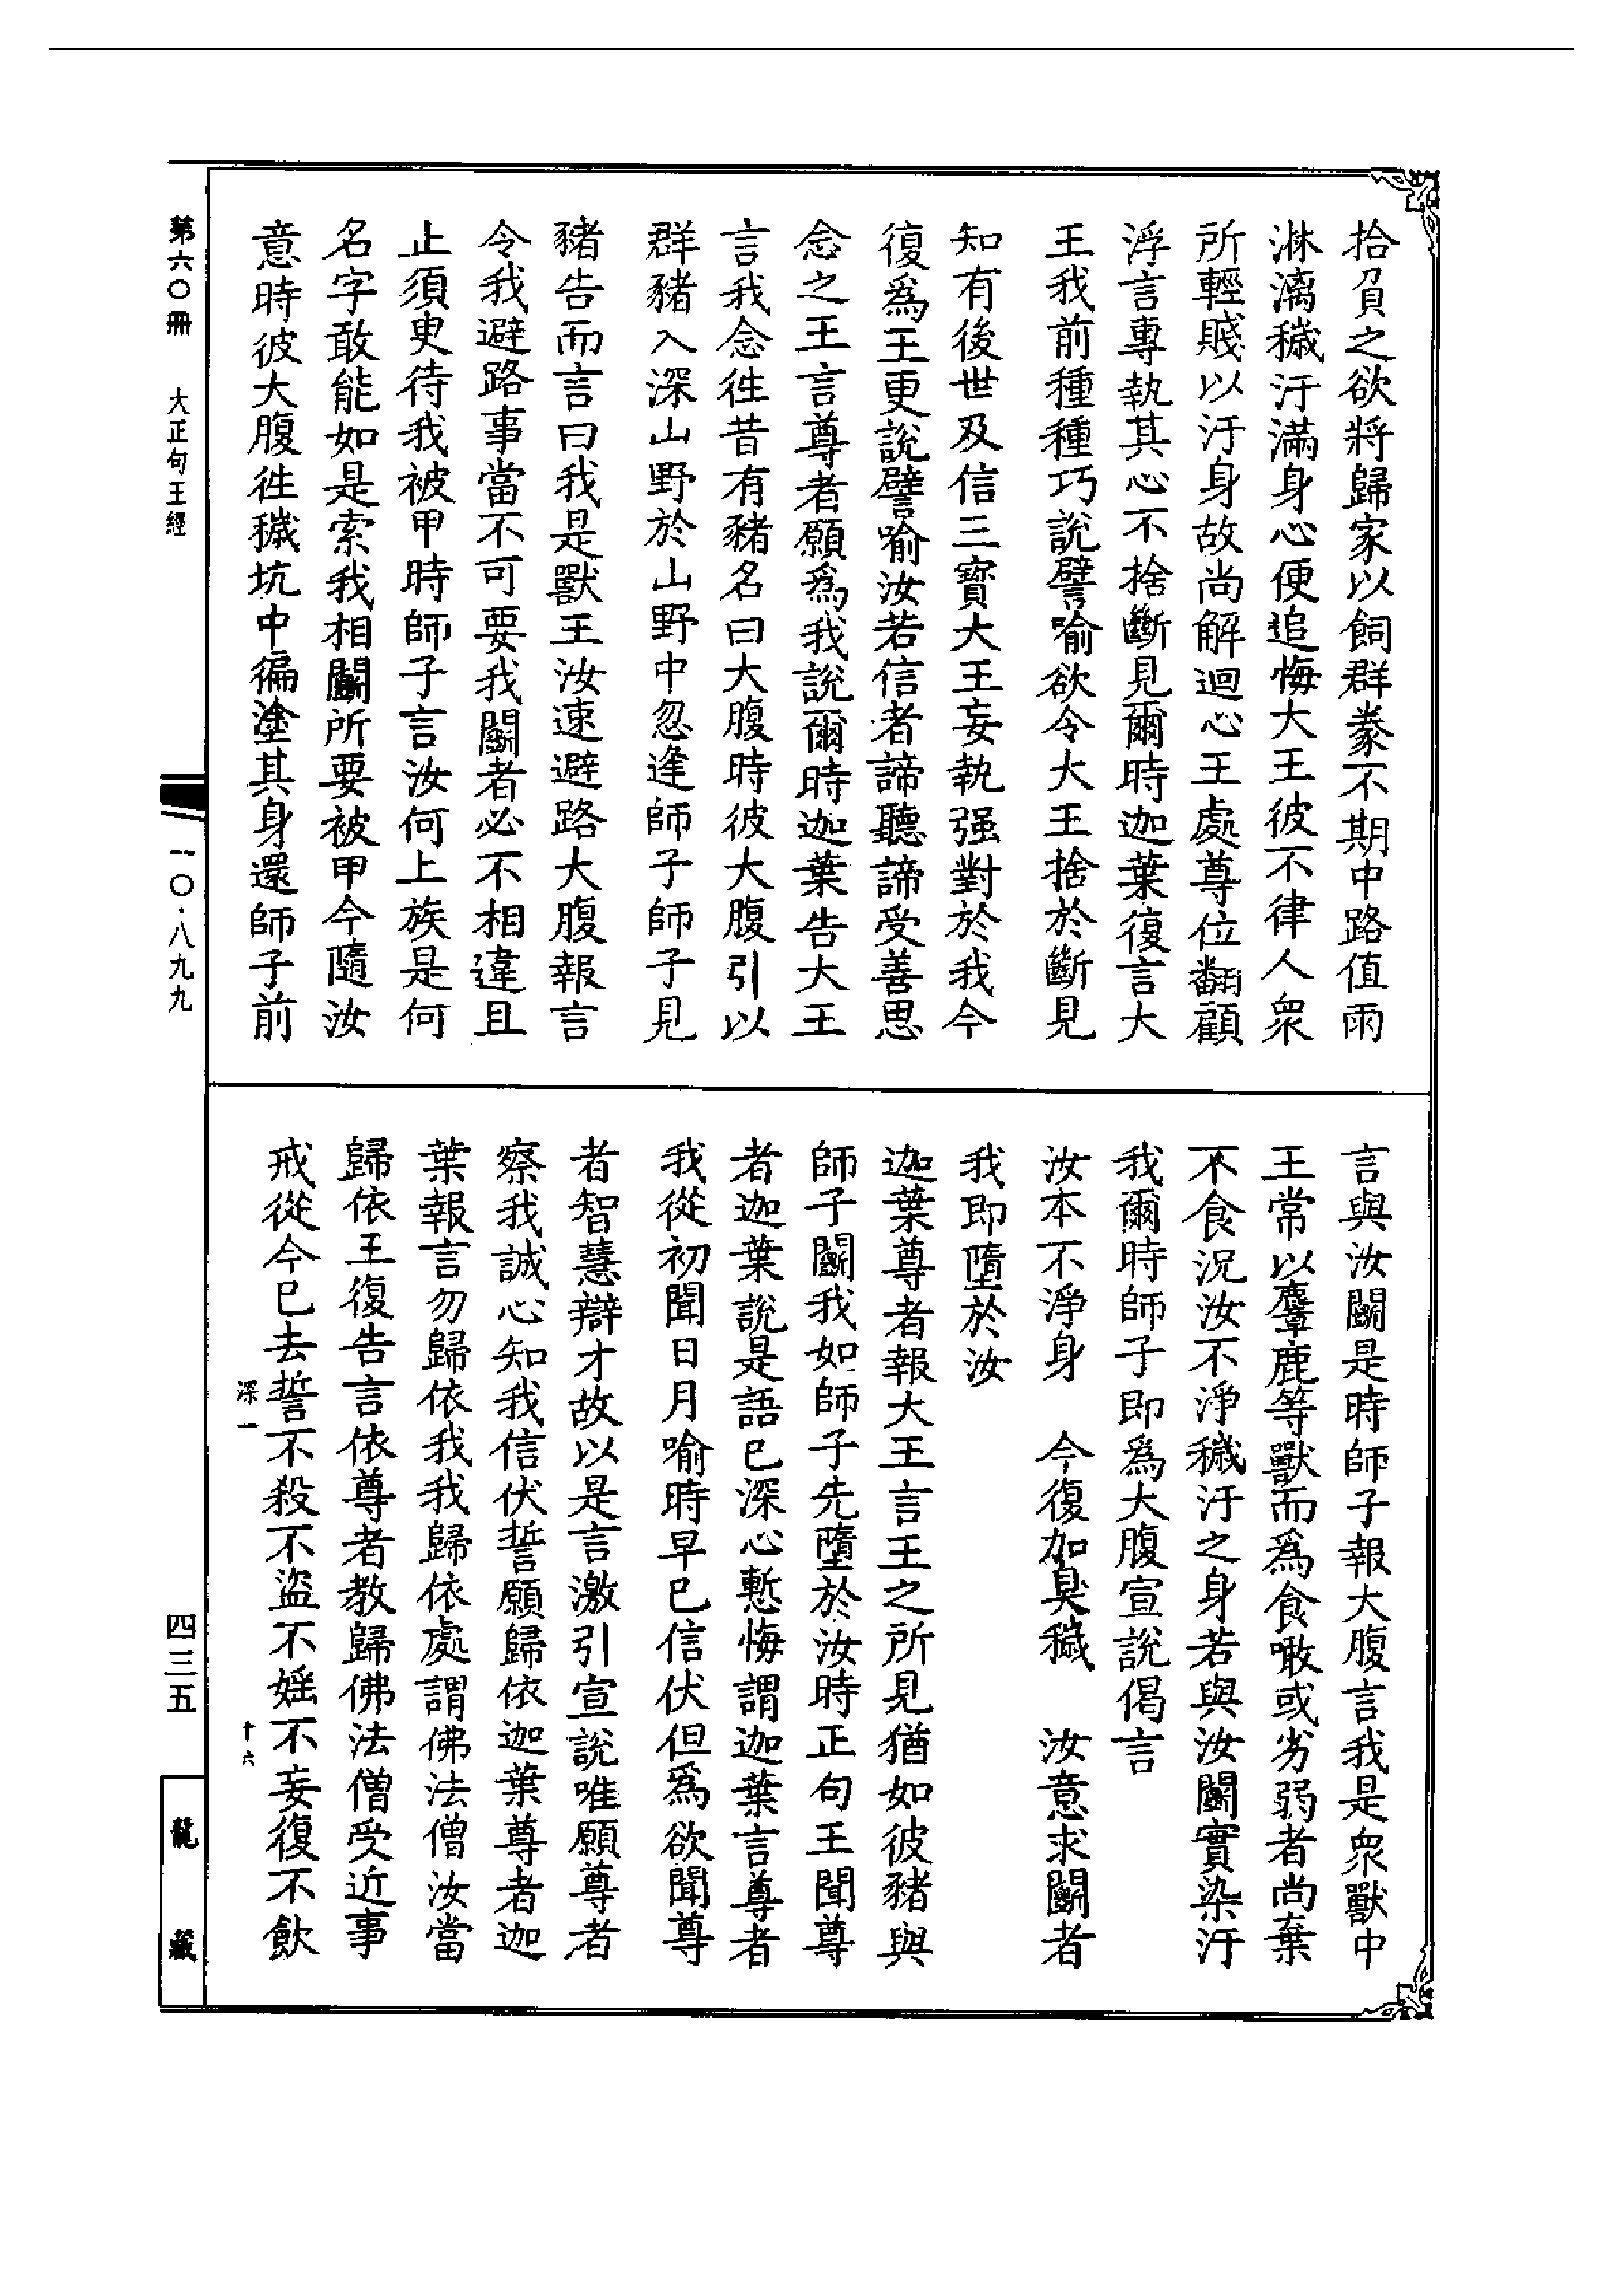 拾負之欲將歸家以飼群豢不期中路值雨
淋漓穢汙滿身心便追悔大王彼不律人衆
所輕賤以汙身故尚解迴心王處尊位翻顧
浮言專執其心不捨斷見爾時迦葉復言大
王我前種種巧說譬喻欲令大王捨於斷見
知有後世及信三寶大王妄執强對於我今
復爲王更說譬喻汝若信者諦聽諦受善思
念之王言尊者願爲我說爾時迦葉告大王
言我念徃昔有豬名曰大腹時彼大腹引以
群豬入深山野於山野中忽逢師子師子見
豬告而言曰我是獸王汝速避路大腹報言
令我避路事當不可要我鬭者必不相違且
止須臾待我被甲時師子言汝何上族是何
名字敢能如是索我相鬭所要被甲今隨汝
意時彼大腹徃穢坑中徧塗其身還師子前
言與汝鬭是時師子報大腹言我是衆獸中
王常以麞鹿等獸而爲食噉或劣弱者尚棄
不食況汝不淨穢汙之身若與汝鬭實染汙
我爾時師子即爲大腹宣說偈言
汝本不淨身　今復加臭穢　汝意求鬭者
我即墮於汝
迦葉尊者報大王言王之所見猶如彼豬與
師子鬭我如師子先墮於汝時正句王聞尊
者迦葉說是語已深心慙悔謂迦葉言尊者
我從初聞日月喻時早已信伏但爲欲聞尊
者智慧辯才故以是言激引宣說唯願尊者
察我誠心知我信伏誓願歸依迦葉尊者迦
葉報言勿歸依我我歸依處謂佛法僧汝當
歸依王復告言依尊者教歸佛法僧受近事
戒從今已去誓不殺不盜不婬不妄復不飲
深一
十六
第六〇冊
大正句王經
一〇·八九九
四三五
龍藏